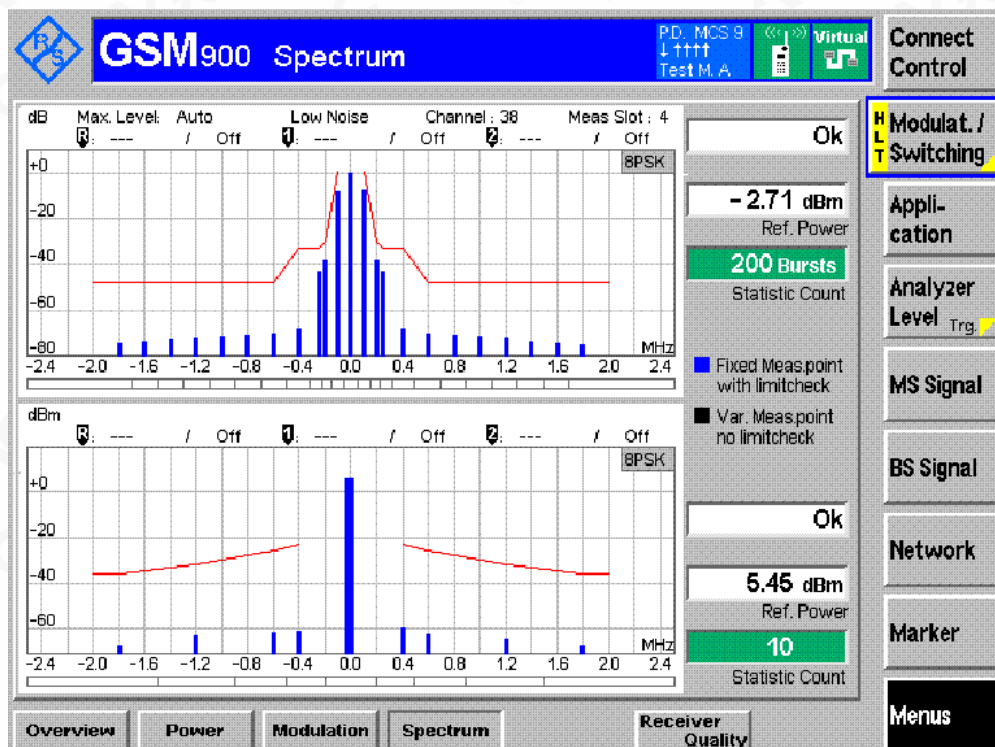 R/S
GSM900 Spectrum
P.D. MCS 9
Test M. A
Virtual
Connect Control
dB Max. Level: Auto Low Noise Channel : 38 Meas Slot : 4
R: --- / Off 1: --- / Off 2: --- / Off
8PSK
+0
-20
-40
-60
-80
MHz
-2.4 -2.0 -1.6 -1.2 -0.8 -0.4 0.0 0.4 0.8 1.2 1.6 2.0 2.4
Ok
- 2.71 dBm
Ref. Power
200 Bursts
Statistic Count
Fixed Meas.point
with limitcheck
Var. Meas.point
no limitcheck
dBm
R: --- / Off 1: --- / Off 2: --- / Off
8PSK
+0
-20
-40
-60
MHz
-2.4 -2.0 -1.6 -1.2 -0.8 -0.4 0.0 0.4 0.8 1.2 1.6 2.0 2.4
Ok
5.45 dBm
Ref. Power
10
Statistic Count
HLT
Modulat. /
Switching
Appli-
cation
Analyzer
Level Trg.
MS Signal
BS Signal
Network
Marker
Menus
Overview Power Modulation Spectrum Receiver
Quality